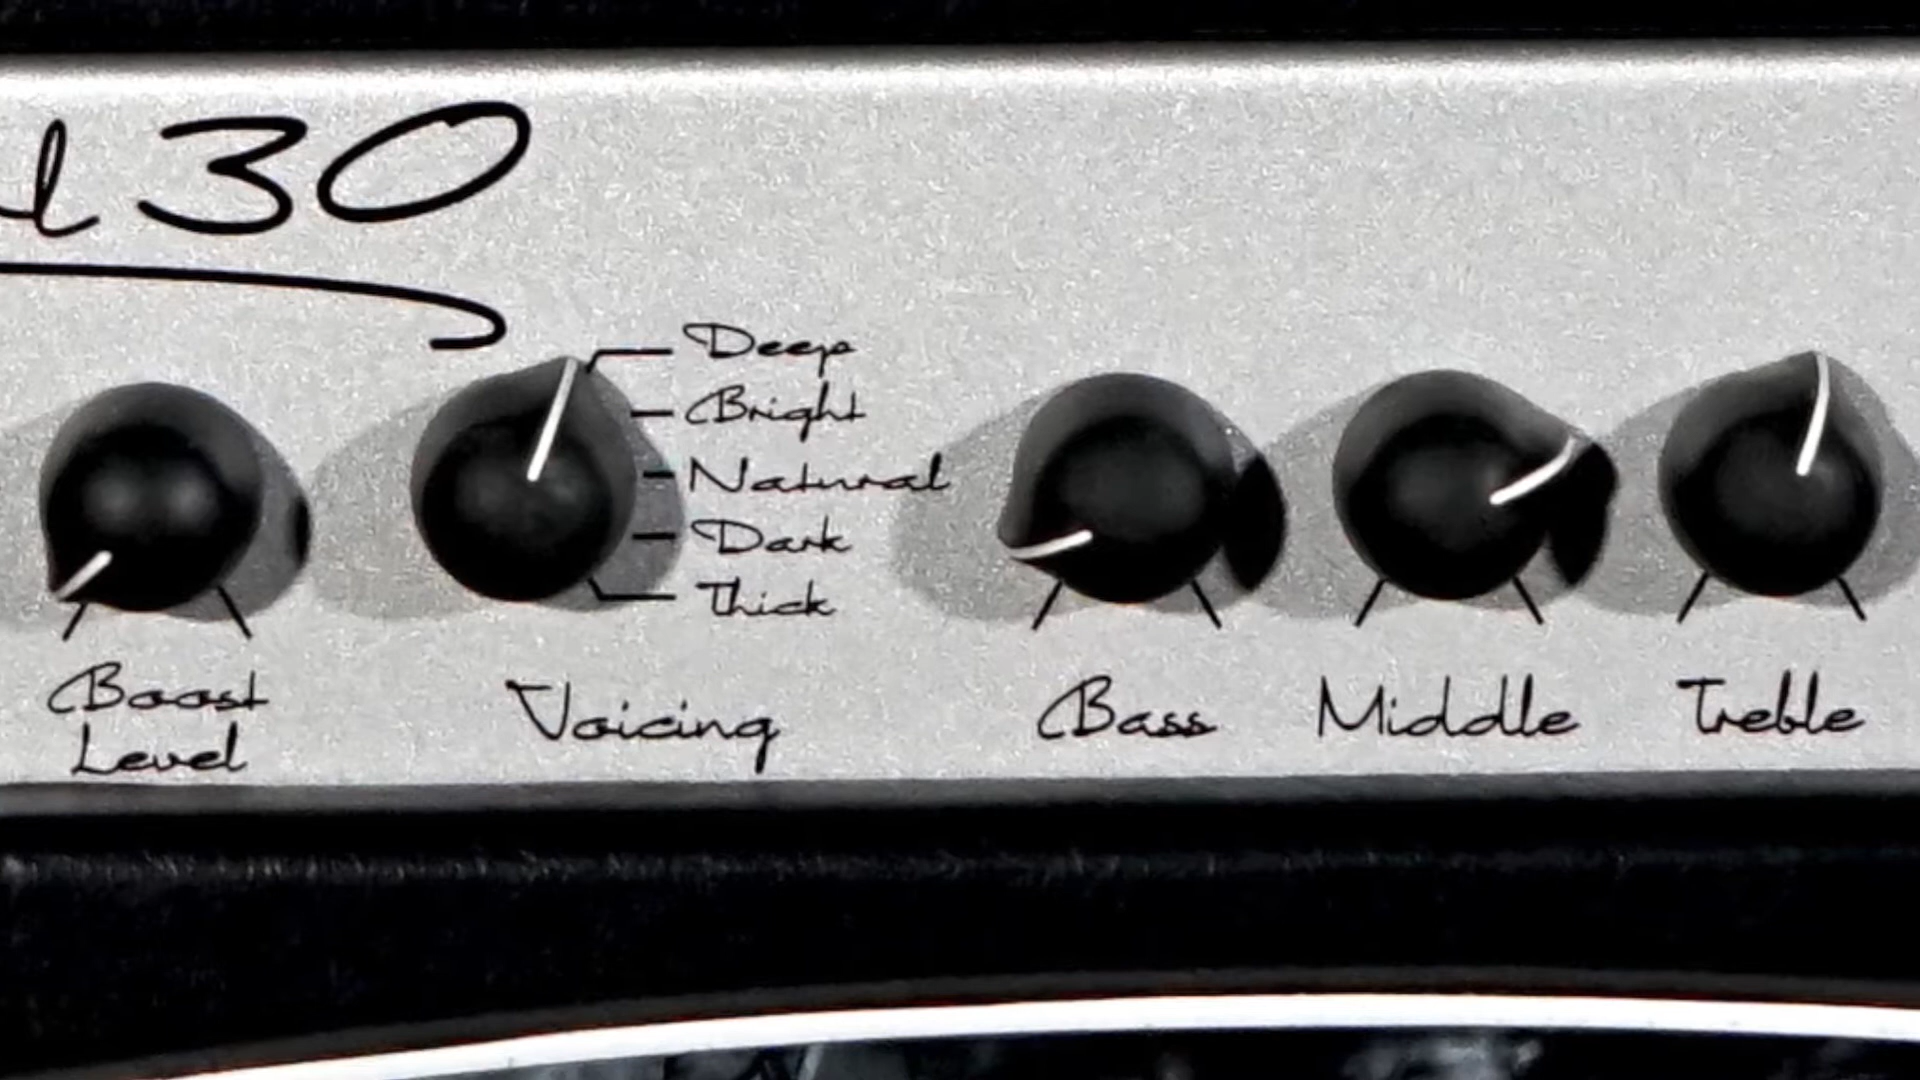 30
Deep
Bright
Natural
Dark
Thick
Boost
Level
Voicing
Bass
Middle
Treble